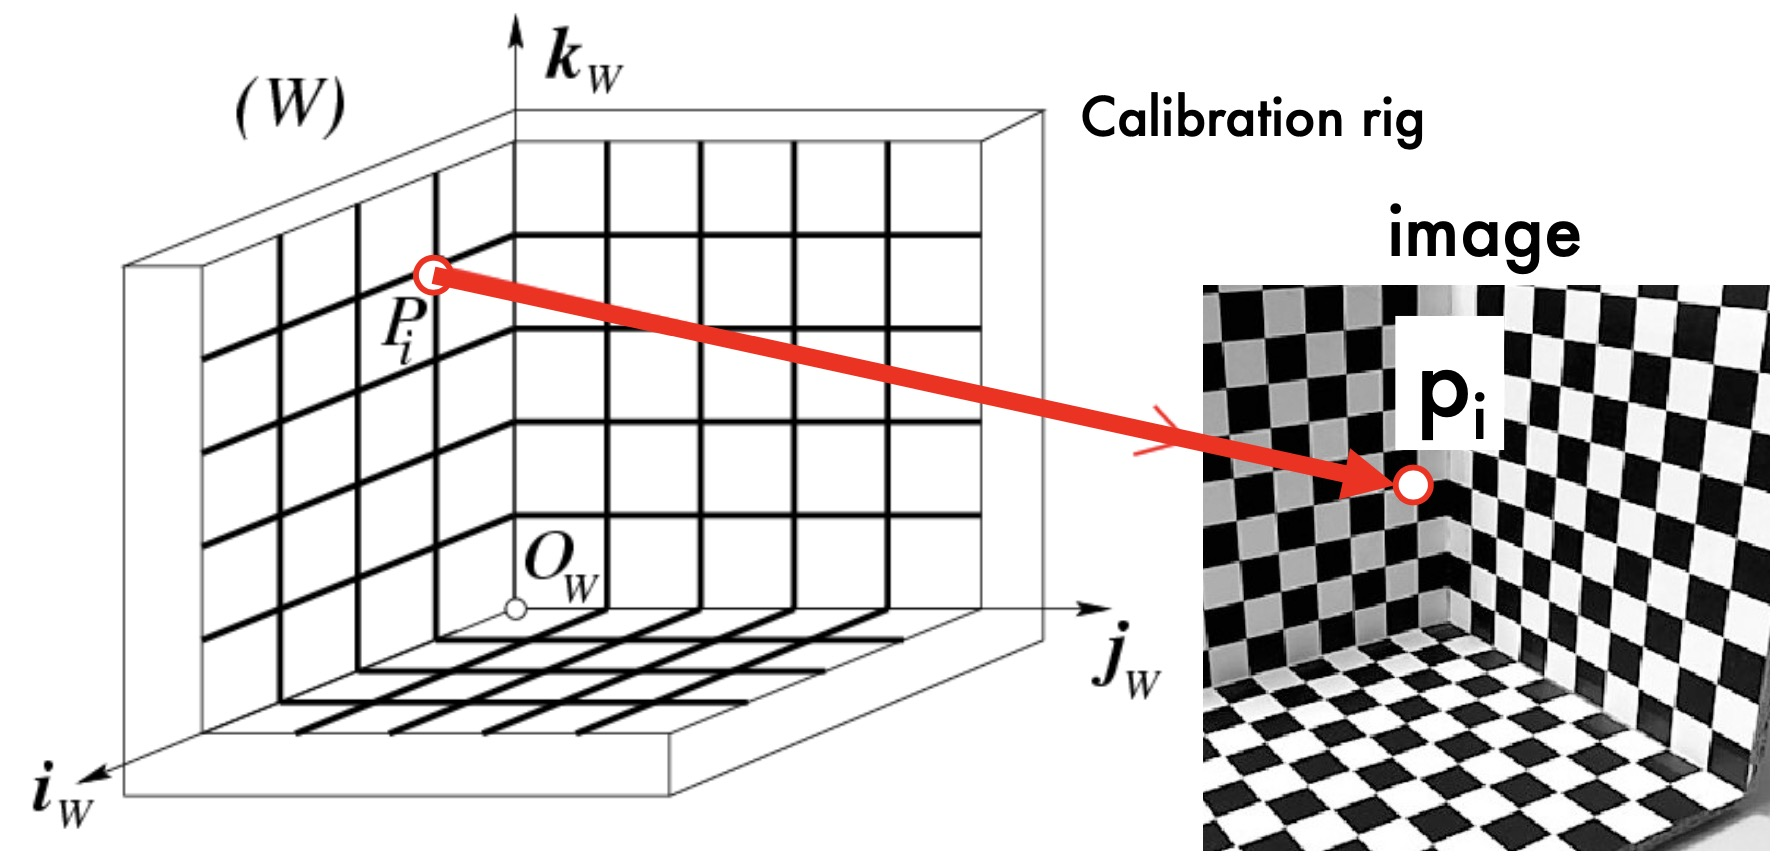 k_W
(W)
Calibration rig
image
P_i
p_i
O_W
j_W
i_W